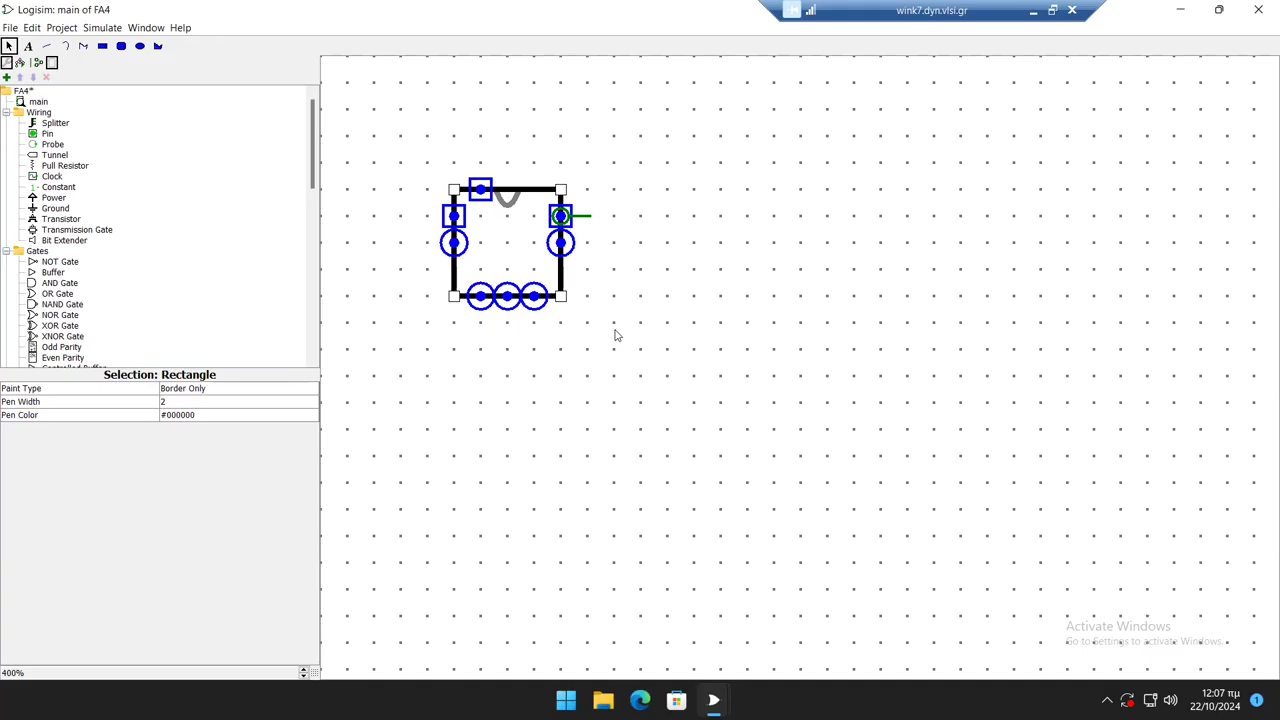 Logisim: main of FA4
wink7.dyn.vlsi.gr
File Edit Project Simulate Window Help
A
FA4*
main
Wiring
Splitter
Pin
Probe
Tunnel
Pull Resistor
Clock
1 Constant
Power
Ground
Transistor
Transmission Gate
Bit Extender
Gates
NOT Gate
Buffer
AND Gate
OR Gate
NAND Gate
NOR Gate
XOR Gate
XNOR Gate
Odd Parity
Even Parity
Selection: Rectangle
Paint Type Border Only
Pen Width 2
Pen Color #000000
Activate Windows
Go to Settings to activate Windows.
400%
12:07 πμ
22/10/2024
1